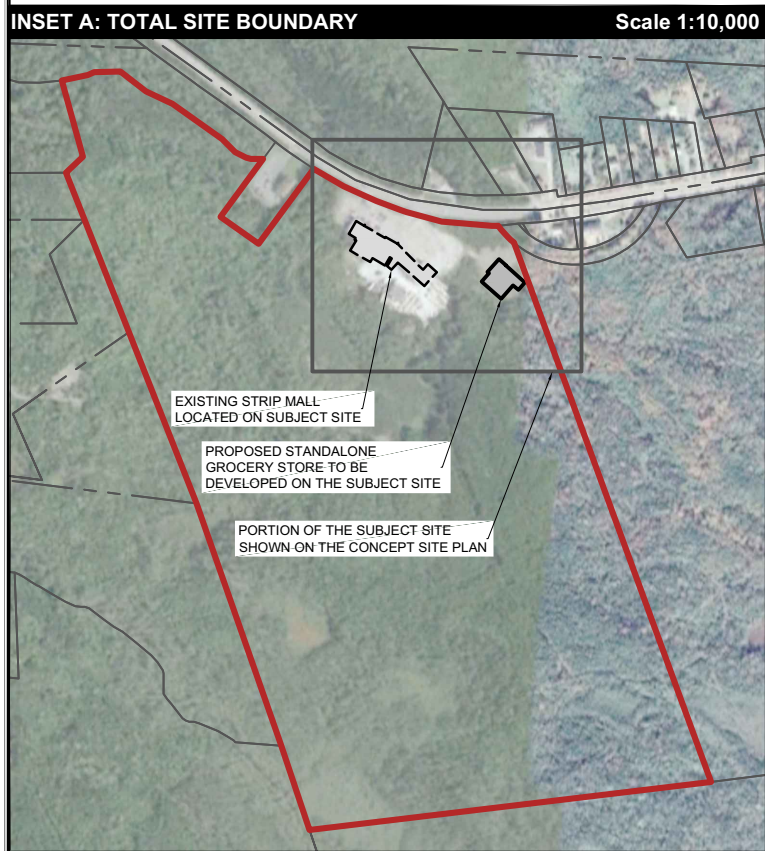 INSET A: TOTAL SITE BOUNDARY Scale 1:10,000
EXISTING STRIP MALL
LOCATED ON SUBJECT SITE
PROPOSED STANDALONE
GROCERY STORE TO BE
DEVELOPED ON THE SUBJECT SITE
PORTION OF THE SUBJECT SITE
SHOWN ON THE CONCEPT SITE PLAN